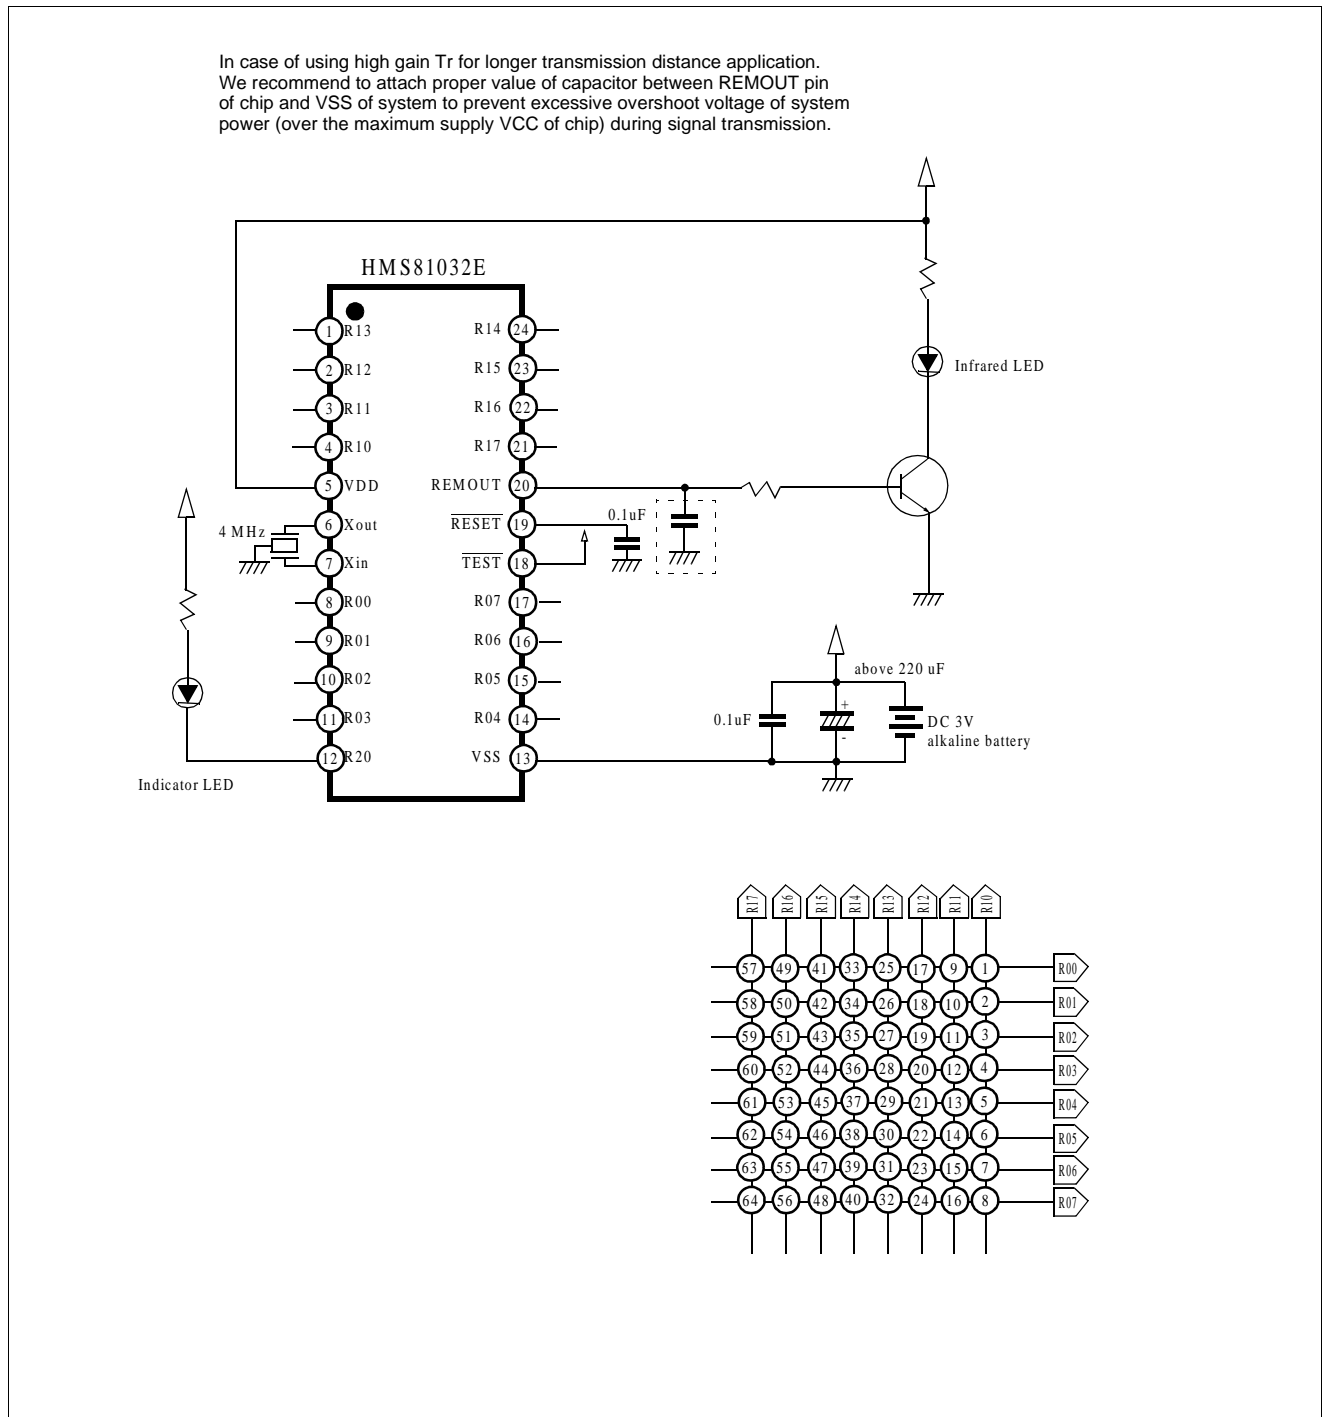 In case of using high gain Tr for longer transmission distance application.
We recommend to attach proper value of capacitor between REMOUT pin
of chip and VSS of system to prevent excessive overshoot voltage of system
power (over the maximum supply VCC of chip) during signal transmission.
HMS81032E
1 R13 R14 24
2 R12 R15 23
3 R11 R16 22
4 R10 R17 21
5 VDD REMOUT 20
6 Xout RESET 19
7 Xin TEST 18
8 R00 R07 17
9 R01 R06 16
10 R02 R05 15
11 R03 R04 14
12 R20 VSS 13
4 MHz
Indicator LED
0.1uF
Infrared LED
above 220 uF
0.1uF
+
-
DC 3V
alkaline battery
R17 R16 R15 R14 R13 R12 R11 R10
57 49 41 33 25 17 9 1 R00
58 50 42 34 26 18 10 2 R01
59 51 43 35 27 19 11 3 R02
60 52 44 36 28 20 12 4 R03
61 53 45 37 29 21 13 5 R04
62 54 46 38 30 22 14 6 R05
63 55 47 39 31 23 15 7 R06
64 56 48 40 32 24 16 8 R07